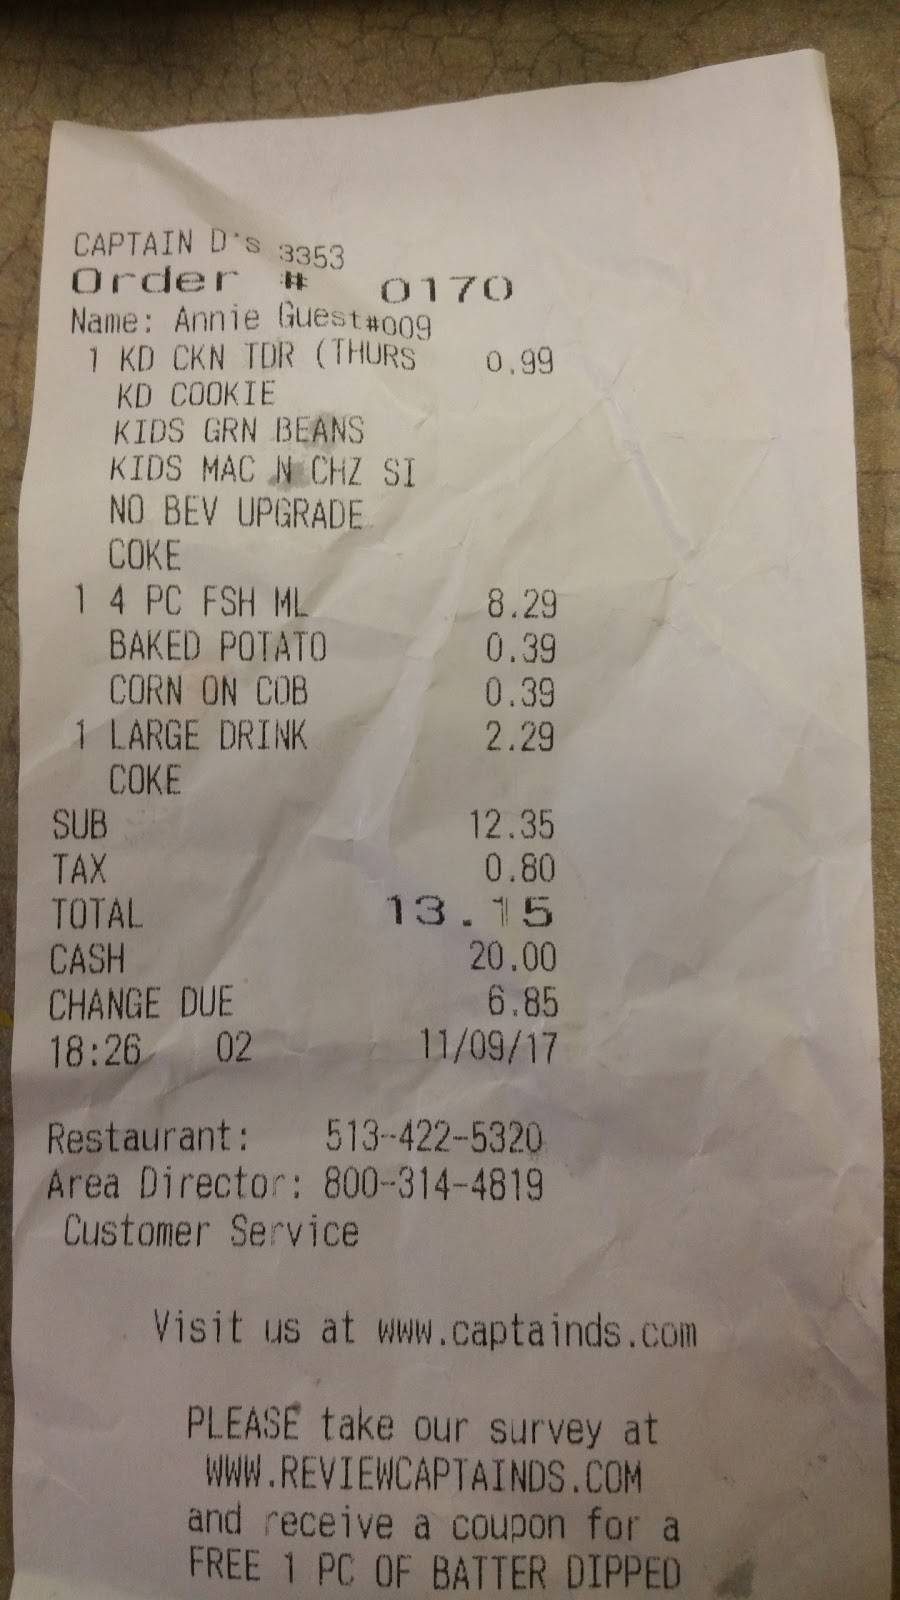 CAPTAIN D's 3353
Order # 0170
Name: Annie Guest#009
1 KD CKN TDR (THURS 0.99
KD COOKIE
KIDS GRN BEANS
KIDS MAC N CHZ SI
NO BEV UPGRADE
COKE
1 4 PC FSH ML 8.29
BAKED POTATO 0.39
CORN ON COB 0.39
1 LARGE DRINK 2.29
COKE
SUB 12.35
TAX 0.80
TOTAL 13.15
CASH 20.00
CHANGE DUE 6.85
18:26 02 11/09/17
Restaurant: 513-422-5320
Area Director: 800-314-4819
Customer Service
Visit us at www.captainds.com
PLEASE take our survey at
WWW.REVIEWCAPTAINDS.COM
and receive a coupon for a
FREE 1 PC OF BATTER DIPPED